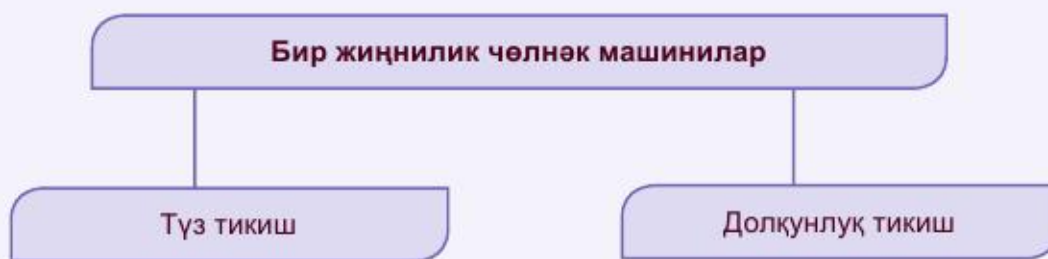 Бир жиңнилик чөлнәк машинилар
Түз тикиш
Долқунлуқ тикиш